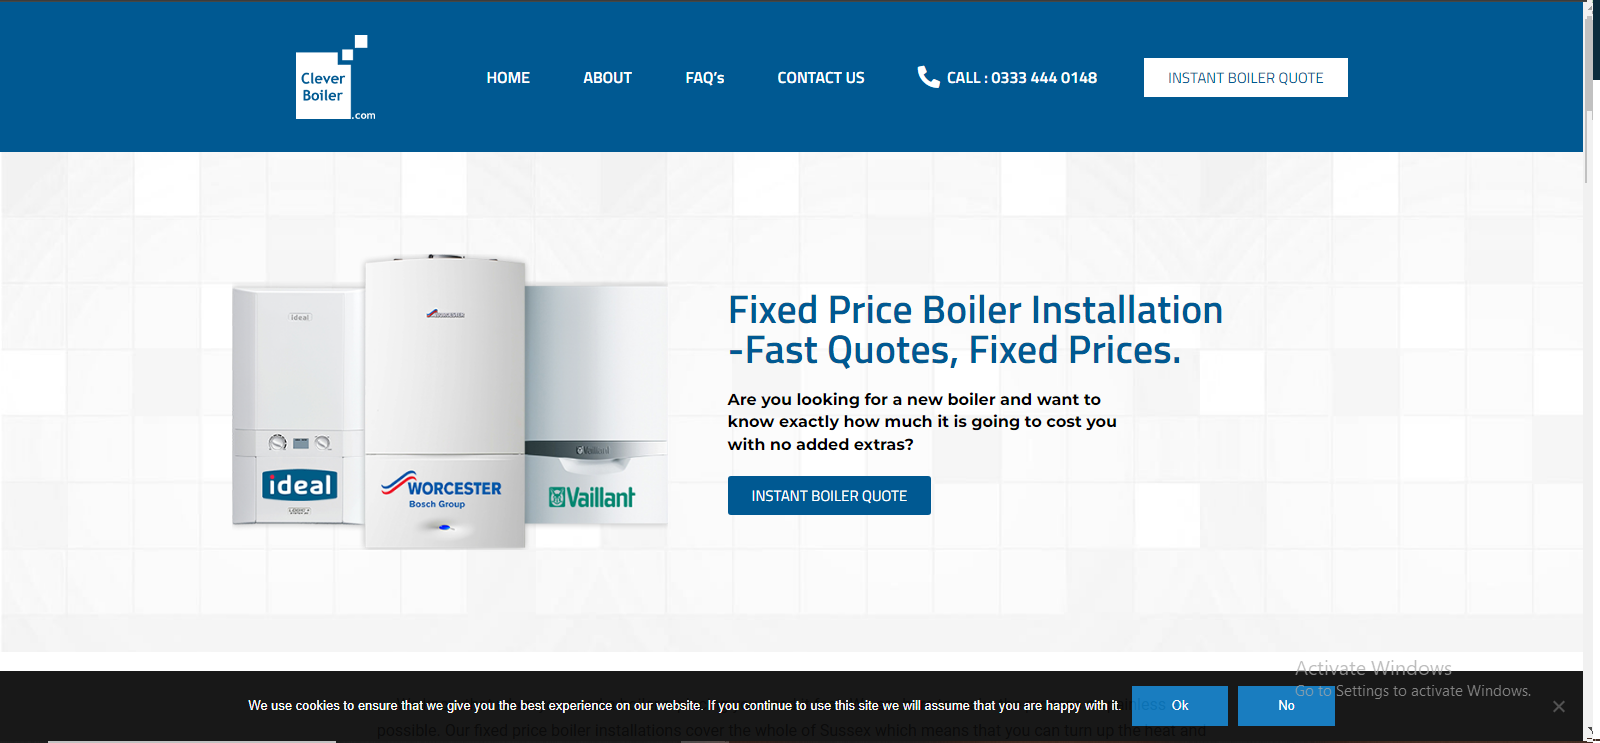 Clever
Boiler
.com
HOME
ABOUT
FAQ's
CONTACT US
CALL : 0333 444 0148
INSTANT BOILER QUOTE
Fixed Price Boiler Installation
-Fast Quotes, Fixed Prices.
Are you looking for a new boiler and want to
know exactly how much it is going to cost you
with no added extras?
INSTANT BOILER QUOTE
ideal
WORCESTER
Vaillant
ideal
WORCESTER
Bosch Group
Vaillant
Activate Windows
Go to Settings to activate Windows.
We use cookies to ensure that we give you the best experience on our website. If you continue to use this site we will assume that you are happy with it.
Ok
No
possible. Our fixed price boiler installations cover the whole of Sussex which means that you can turn up the heat and